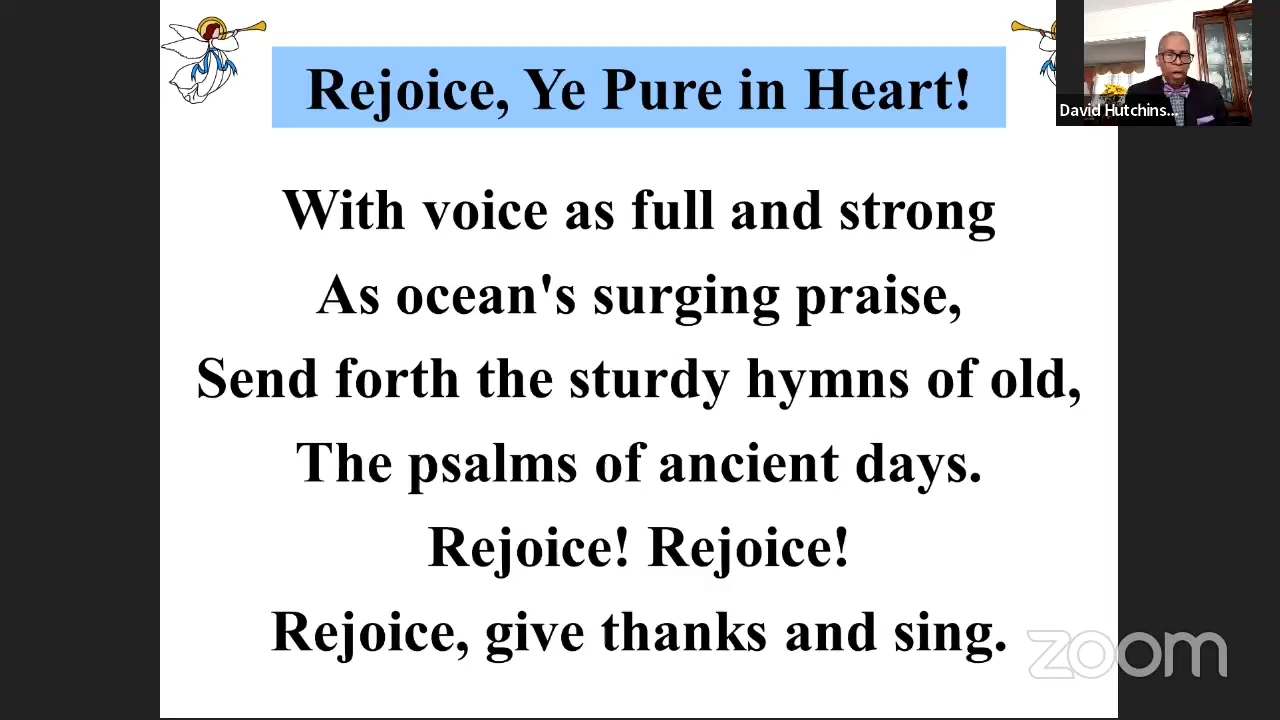 Rejoice, Ye Pure in Heart!
David Hutchins...
With voice as full and strong
As ocean's surging praise,
Send forth the sturdy hymns of old,
The psalms of ancient days.
Rejoice! Rejoice!
Rejoice, give thanks and sing.
zoom